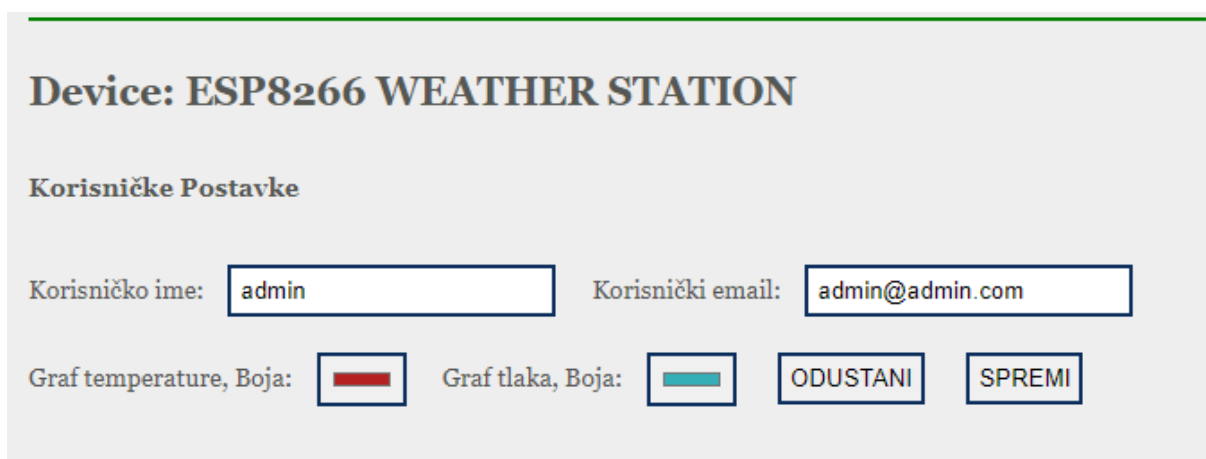 Device: ESP8266 WEATHER STATION
Korisničke Postavke
Korisničko ime: admin Korisnički email: admin@admin.com
Graf temperature, Boja: Graf tlaka, Boja: ODUSTANI SPREMI